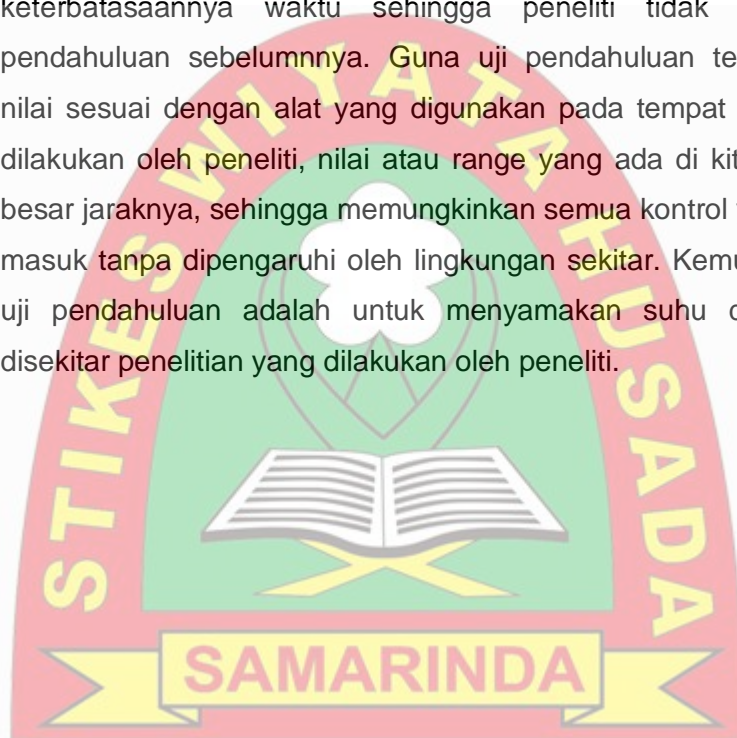 keterbatasaannya waktu sehingga peneliti tidak
pendahuluan sebelumnnya. Guna uji pendahuluan te
nilai sesuai dengan alat yang digunakan pada tempat
dilakukan oleh peneliti, nilai atau range yang ada di kit
besar jaraknya, sehingga memungkinkan semua kontrol
masuk tanpa dipengaruhi oleh lingkungan sekitar. Kemu
uji pendahuluan adalah untuk menyamakan suhu
disekitar penelitian yang dilakukan oleh peneliti.
STIKES WIYATA HUSADA
SAMARINDA